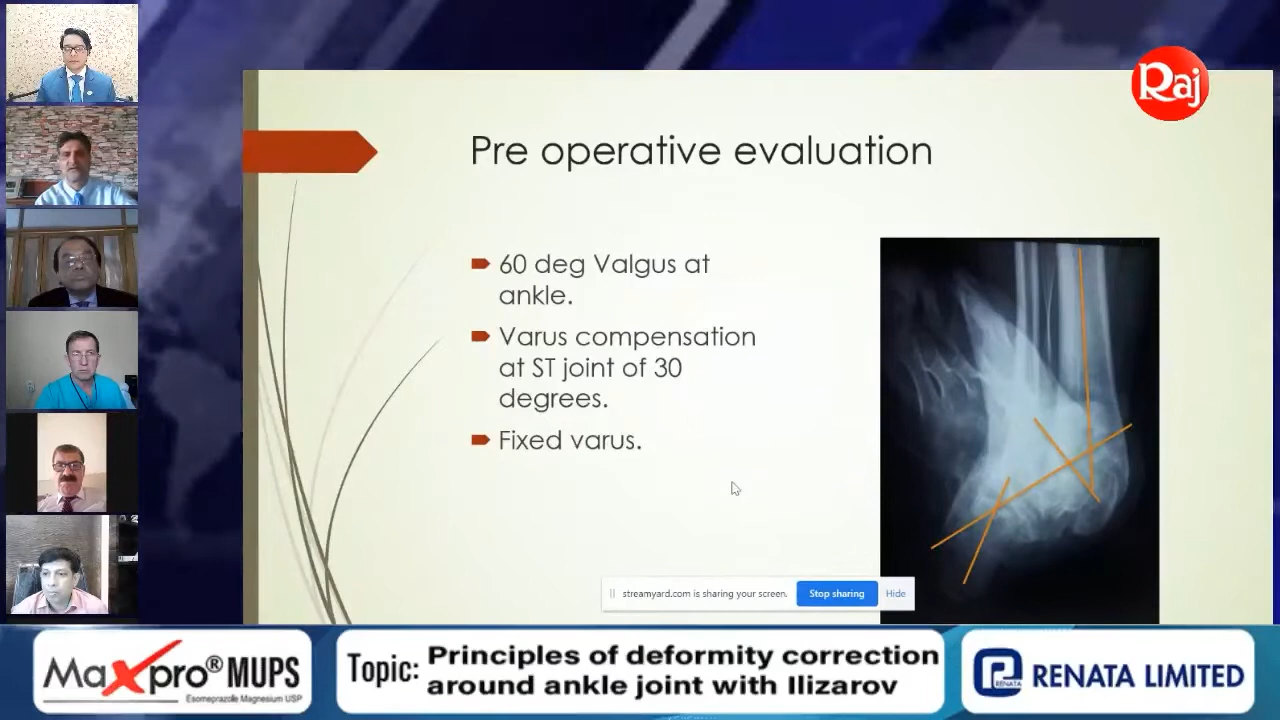 Raj
Pre operative evaluation
60 deg Valgus at
ankle.
Varus compensation
at ST joint of 30
degrees.
Fixed varus.
streamyard.com is sharing your screen.
Stop sharing
Hide
Maxpro® MUPS
Esomeprazole Magnesium USP
Topic:
Principles of deformity correction
around ankle joint with Ilizarov
RENATA
RENATA LIMITED